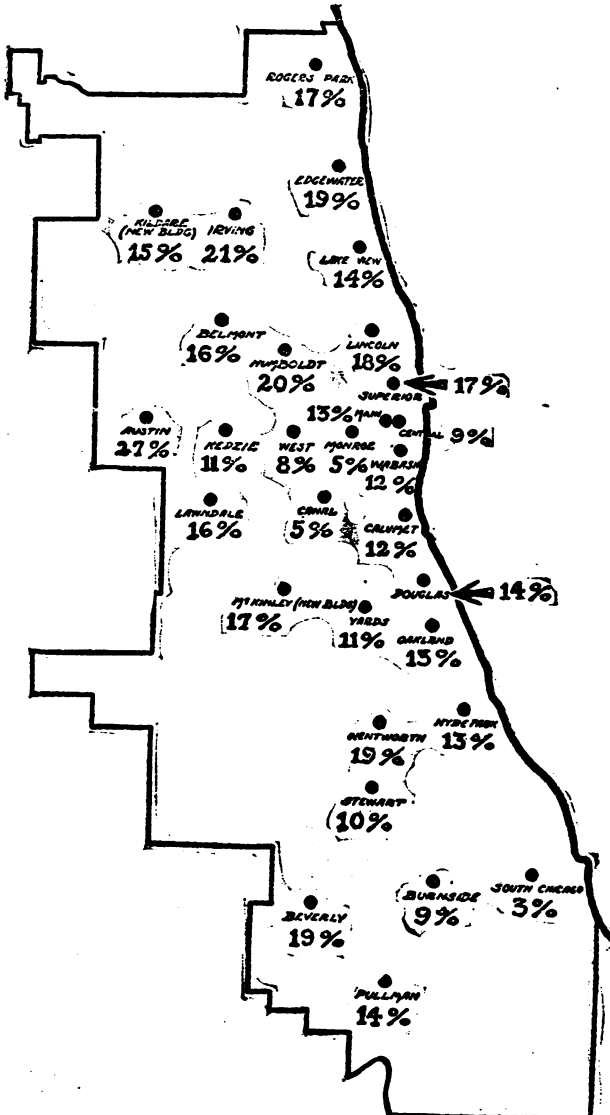 ROGERS PARK
17%
EDGEWATER
19%
KILDARE
(NEW BLDG)
15%
IRVING
21%
LAKE VIEW
14%
BELMONT
16%
HUMBOLDT
20%
LINCOLN
18%
SUPERIOR
17%
13% MAIN
CENTRAL 9%
AUSTIN
27%
KEDZIE
11%
WEST
8%
MONROE
5%
WABASH
12%
LAWNDALE
16%
CANAL
5%
CALUMET
12%
DOUGLAS
14%
McKINLEY (NEW BLDG)
17%
YARDS
11%
OAKLAND
13%
WENTWORTH
19%
HYDE PARK
13%
STEWART
10%
BEVERLY
19%
BURNSIDE
9%
SOUTH CHICAGO
3%
PULLMAN
14%